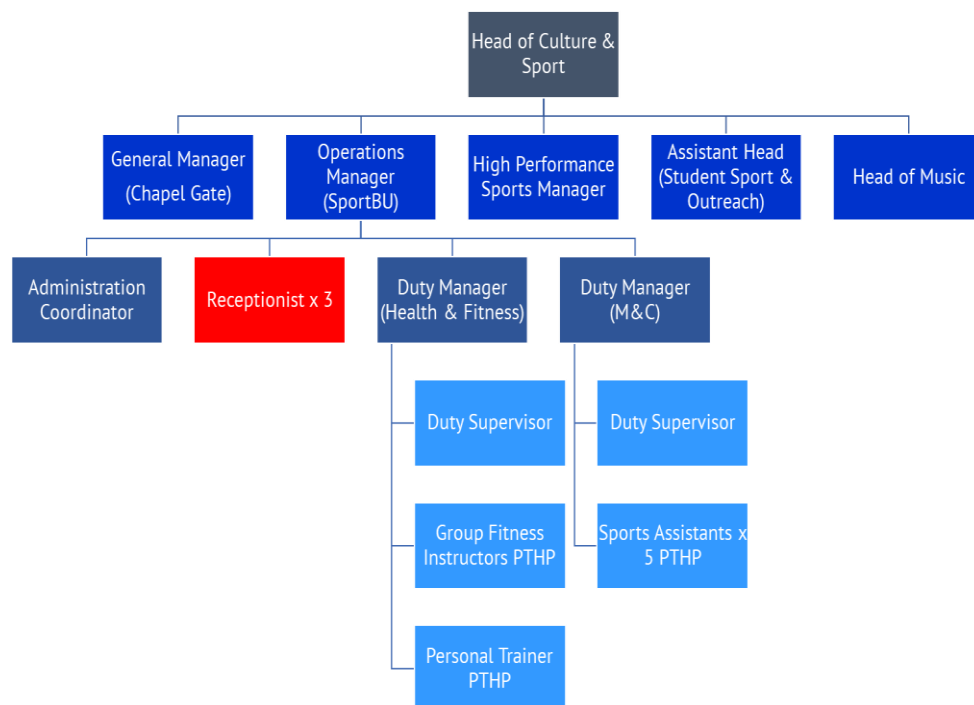 Head of Culture &
Sport
General Manager
(Chapel Gate)
Operations
Manager
(SportBU)
High Performance
Sports Manager
Assistant Head
(Student Sport &
Outreach)
Head of Music
Administration
Coordinator
Receptionist x 3
Duty Manager
(Health & Fitness)
Duty Manager
(M&C)
Duty Supervisor
Duty Supervisor
Group Fitness
Instructors PTHP
Sports Assistants x
5 PTHP
Personal Trainer
PTHP